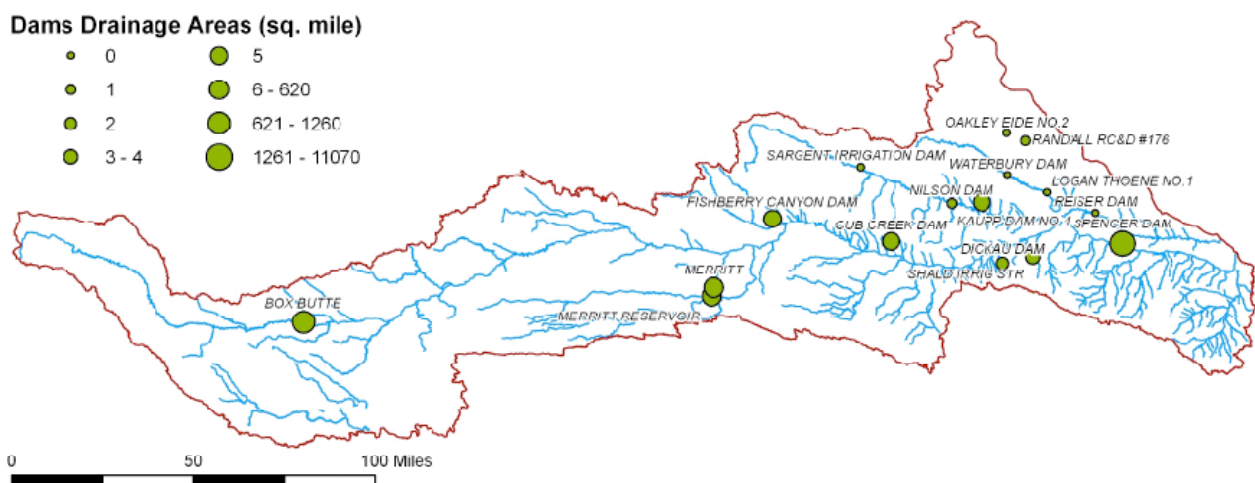 Dams Drainage Areas (sq. mile)
0
5
1
6 - 620
2
621 - 1260
3 - 4
1261 - 11070
OAKLEY EIDE NO.2
RANDALL RC&D #176
SARGENT IRRIGATION DAM
WATERBURY DAM
LOGAN THOENE NO.1
NILSON DAM
FISHBERRY CANYON DAM
REISER DAM
CUB CREEK DAM
KAUPP DAM NO.1
SPENCER DAM
DICKAU DAM
MERRITT
SHALD IRRIG STR
BOX BUTTE
MERRITT RESERVOIR
0
50
100 Miles